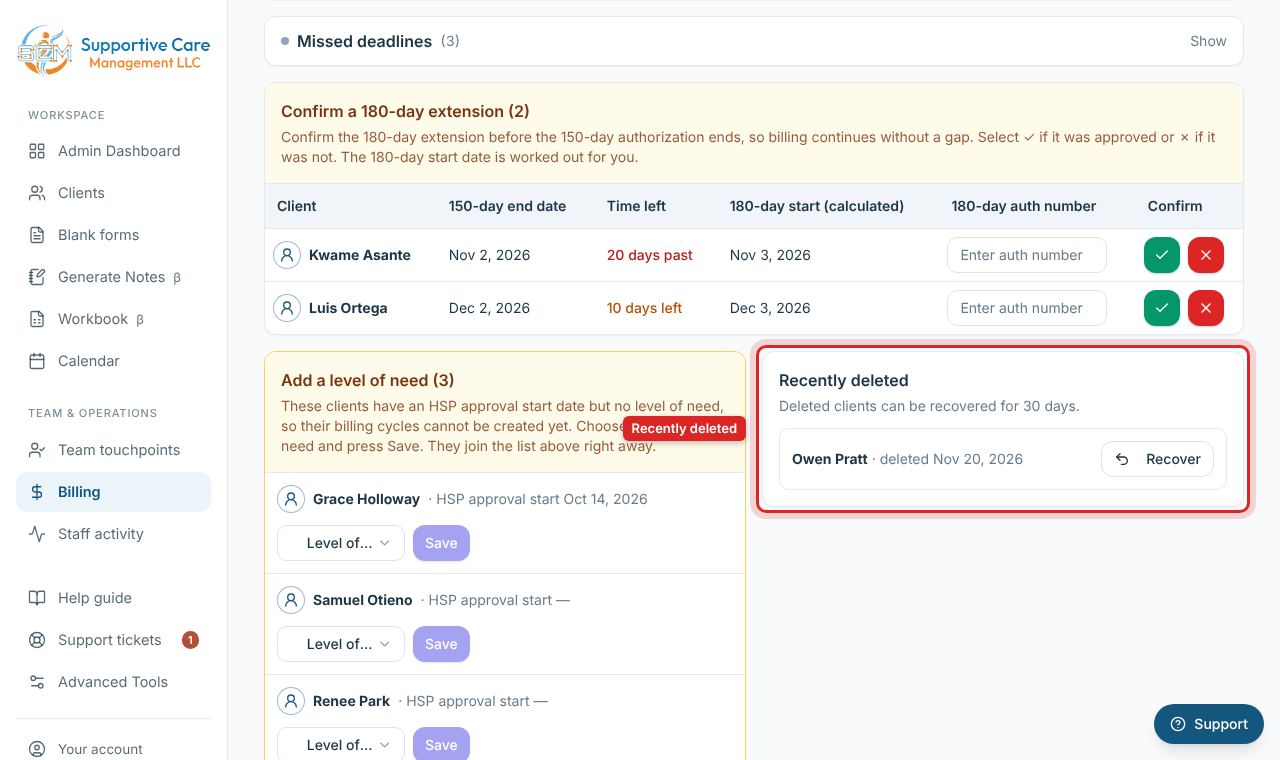 SCM
Supportive Care
Management LLC
WORKSPACE
Admin Dashboard
Clients
Blank forms
Generate Notes β
Workbook β
Calendar
TEAM & OPERATIONS
Team touchpoints
Billing
Staff activity
Help guide
Support tickets 1
Advanced Tools
Your account
Missed deadlines (3) Show
Confirm a 180-day extension (2)
Confirm the 180-day extension before the 150-day authorization ends, so billing continues without a gap. Select ✓ if it was approved or × if it
was not. The 180-day start date is worked out for you.
Client 150-day end date Time left 180-day start (calculated) 180-day auth number Confirm
Kwame Asante Nov 2, 2026 20 days past Nov 3, 2026 Enter auth number
Luis Ortega Dec 2, 2026 10 days left Dec 3, 2026 Enter auth number
Add a level of need (3)
These clients have an HSP approval start date but no level of need,
so their billing cycles cannot be created yet. Choose
need and press Save. They join the list above right away.
Recently deleted
Grace Holloway · HSP approval start Oct 14, 2026
Level of... Save
Samuel Otieno · HSP approval start —
Level of... Save
Renee Park · HSP approval start —
Level of... Save
Recently deleted
Deleted clients can be recovered for 30 days.
Owen Pratt · deleted Nov 20, 2026 Recover
Support